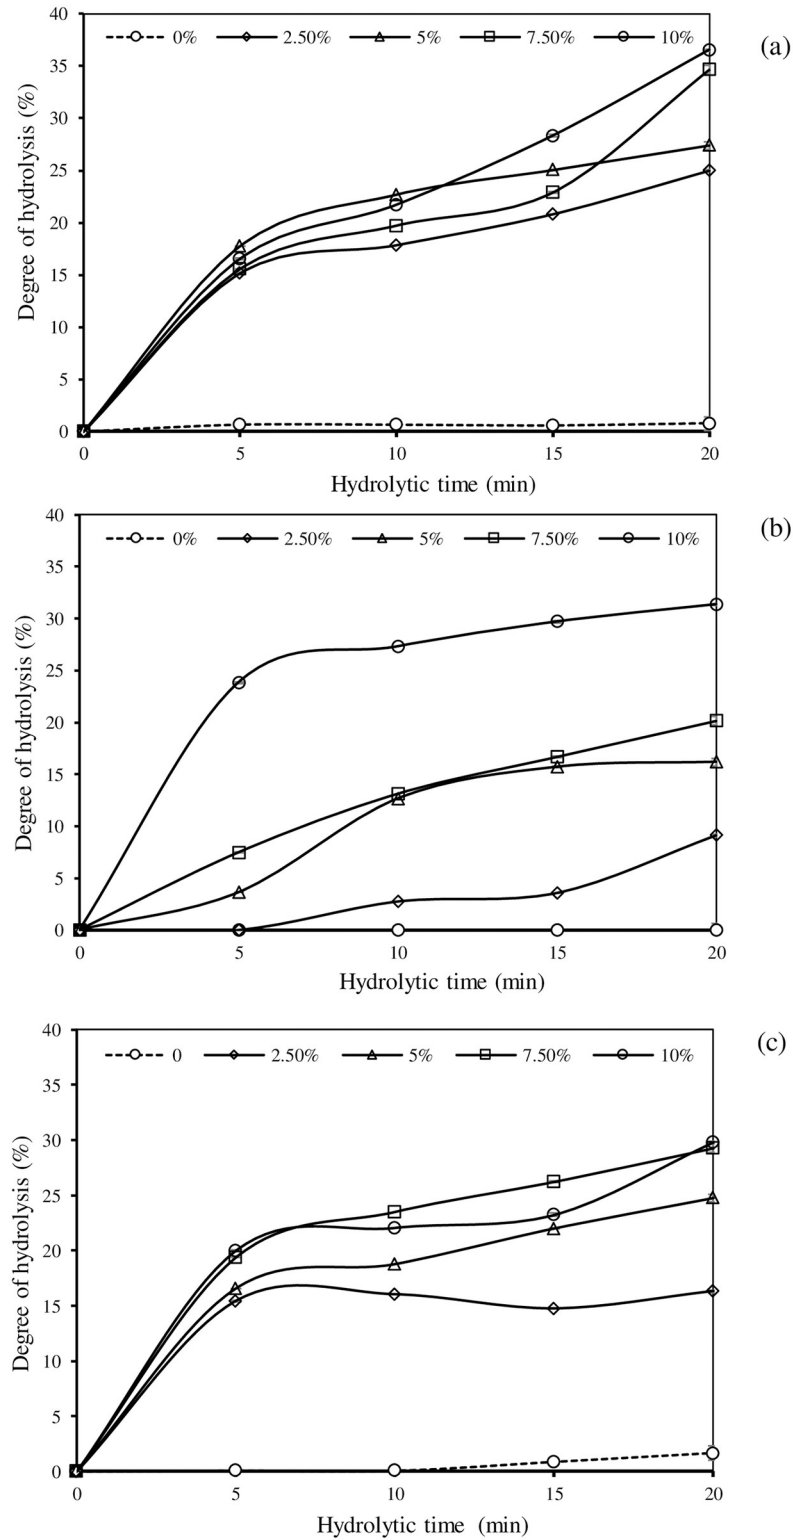 40
0% 2.50% 5% 7.50% 10%
(a)
35
30
25
20
15
10
5
0
Degree of hydrolysis (%)
0 5 10 15 20
Hydrolytic time (min)
40
0% 2.50% 5% 7.50% 10%
(b)
35
30
25
20
15
10
5
0
Degree of hydrolysis (%)
0 5 10 15 20
Hydrolytic time (min)
40
0 2.50% 5% 7.50% 10%
(c)
35
30
25
20
15
10
5
0
Degree of hydrolysis (%)
0 5 10 15 20
Hydrolytic time (min)